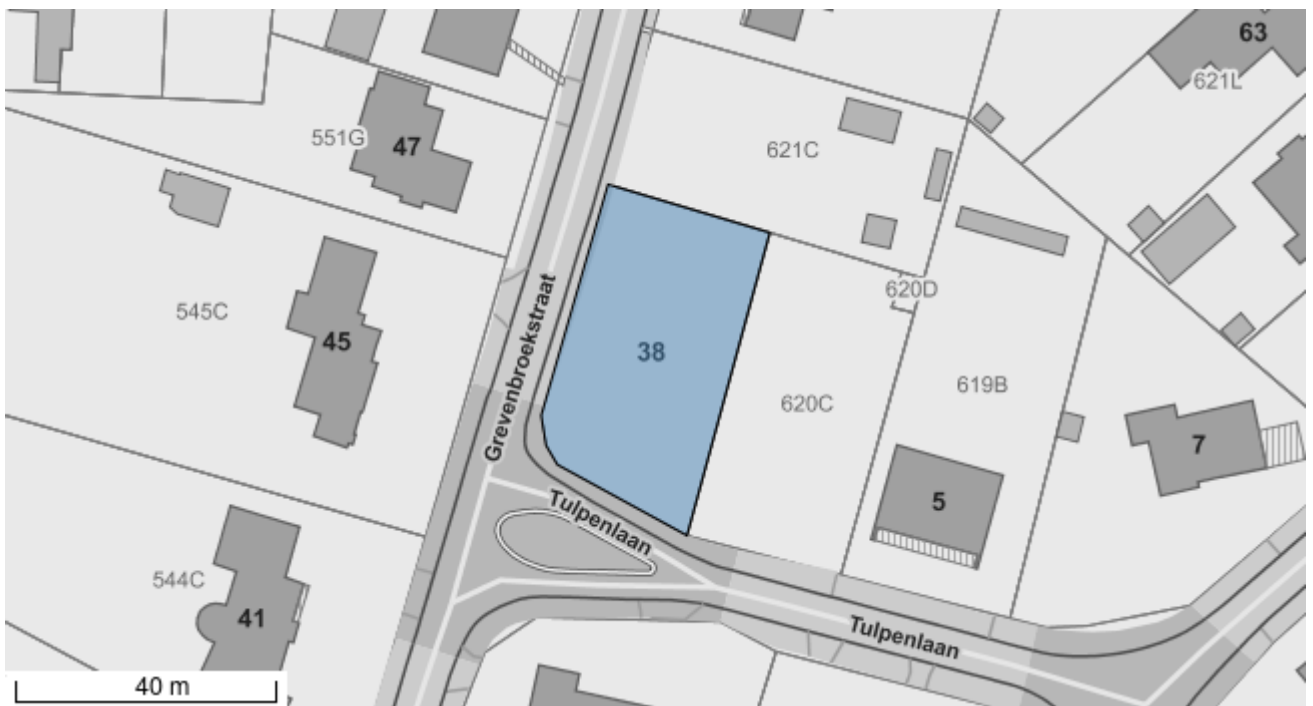 63
621L
47
551G
621C
Grevenbroekstraat
620D
545C
45
38
619B
620C
7
5
Tulpenlaan
544C
41
Tulpenlaan
40 m